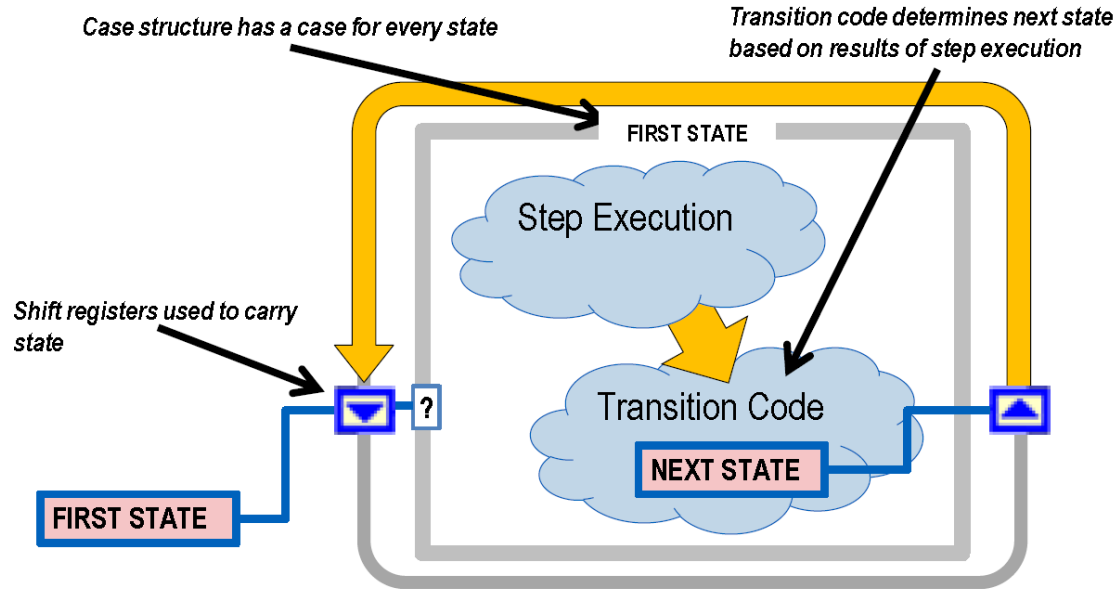 Case structure has a case for every state
Transition code determines next state
based on results of step execution
FIRST STATE
Step Execution
Shift registers used to carry
state
?
Transition Code
NEXT STATE
FIRST STATE